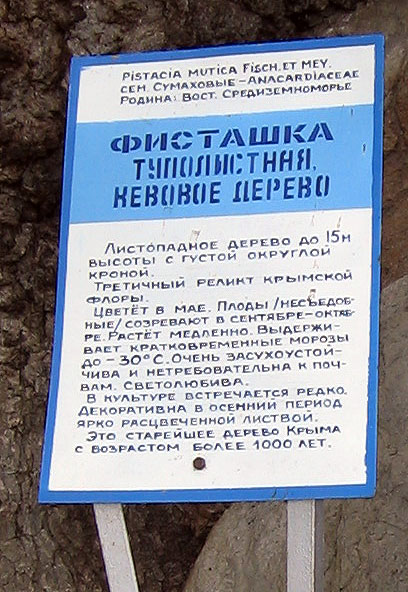 Pistacia mutica Fisch. et Mey.
Сем. Сумаховые – Anacardiaceae
Родина: Вост. Средиземноморье
ФИСТАШКА
ТУПОЛИСТНАЯ,
КЕВОВОЕ ДЕРЕВО
Листопадное дерево до 15м
высоты с густой округлой
кроной.
Третичный реликт крымской
флоры.
Цветёт в мае. Плоды /несъедоб-
ные/ созревают в сентябре-октяб-
ре. Растёт медленно. Выдержи-
вает кратковременные морозы
до -30°С. Очень засухоустой-
чива и нетребовательна к поч-
вам. Светолюбива.
В культуре встречается редко.
Декоративна в осенний период
ярко расцвеченной листвой.
Это старейшее дерево Крыма
с возрастом более 1000 лет.